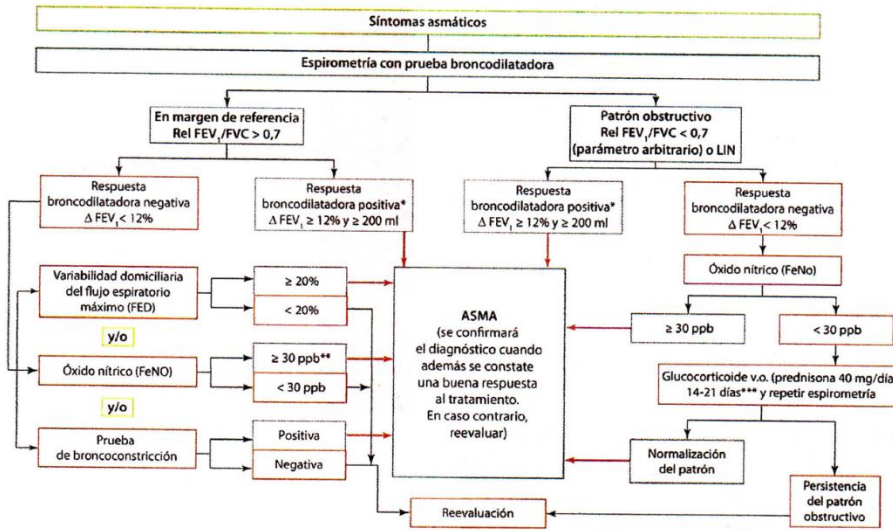 Síntomas asmáticos
Espirometría con prueba broncodilatadora
En margen de referencia
Rel FEV₁/FVC > 0,7
Patrón obstructivo
Rel FEV₁/FVC < 0,7
(parámetro arbitrario) o LIN
Respuesta
broncodilatadora negativa
Δ FEV₁ < 12%
Respuesta
broncodilatadora positiva*
Δ FEV₁ ≥ 12% y ≥ 200 ml
Respuesta
broncodilatadora positiva*
Δ FEV₁ ≥ 12% y ≥ 200 ml
Respuesta
broncodilatadora negativa
Δ FEV₁ < 12%
Variabilidad domiciliaria
del flujo espiratorio
máximo (FED)
≥ 20%
< 20%
y/o
Óxido nítrico (FeNO)
≥ 30 ppb**
< 30 ppb
y/o
Prueba
de broncoconstricción
Positiva
Negativa
ASMA
(se confirmará
el diagnóstico cuando
además se constate
una buena respuesta
al tratamiento.
En caso contrario,
reevaluar)
Óxido nítrico (FeNo)
≥ 30 ppb
< 30 ppb
Glucocorticoide v.o. (prednisona 40 mg/día
14-21 días*** y repetir espirometría
Normalización
del patrón
Persistencia
del patrón
obstructivo
Reevaluación